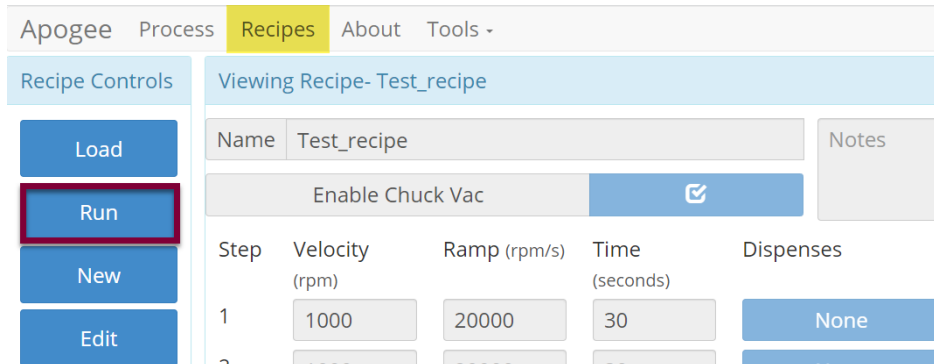 Apogee Process Recipes About Tools
Recipe Controls
Viewing Recipe- Test_recipe
Load
Run
New
Edit
Name Test_recipe
Notes
Enable Chuck Vac
Step Velocity (rpm) Ramp (rpm/s) Time (seconds) Dispenses
1 1000 20000 30 None